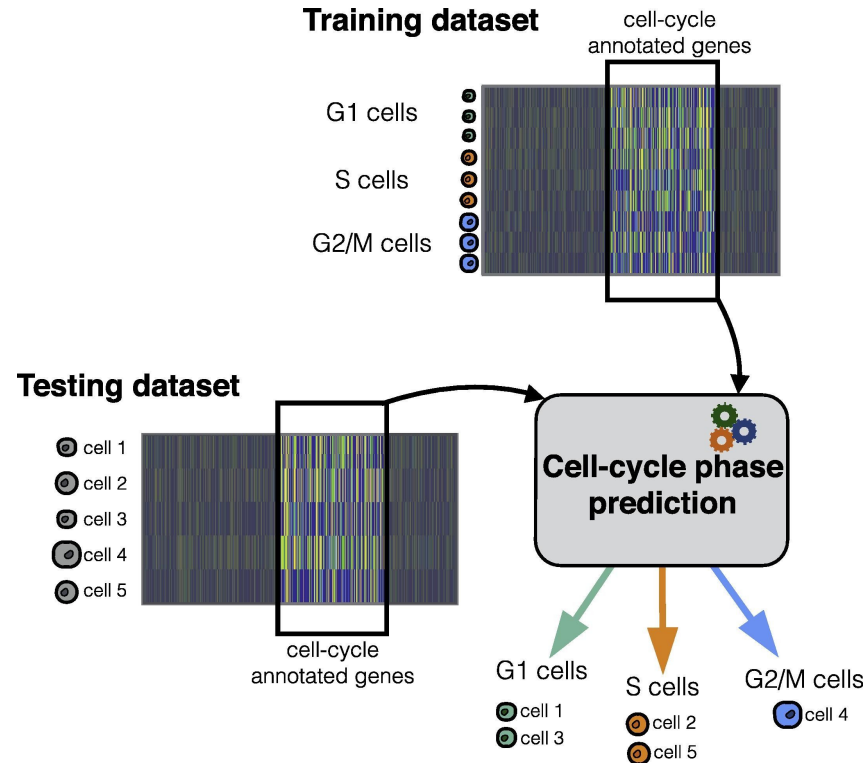 Training dataset
cell-cycle
annotated genes
G1 cells
S cells
G2/M cells
Testing dataset
cell 1
cell 2
cell 3
cell 4
cell 5
cell-cycle
annotated genes
Cell-cycle phase
prediction
G1 cells
cell 1
cell 3
S cells
cell 2
cell 5
G2/M cells
cell 4